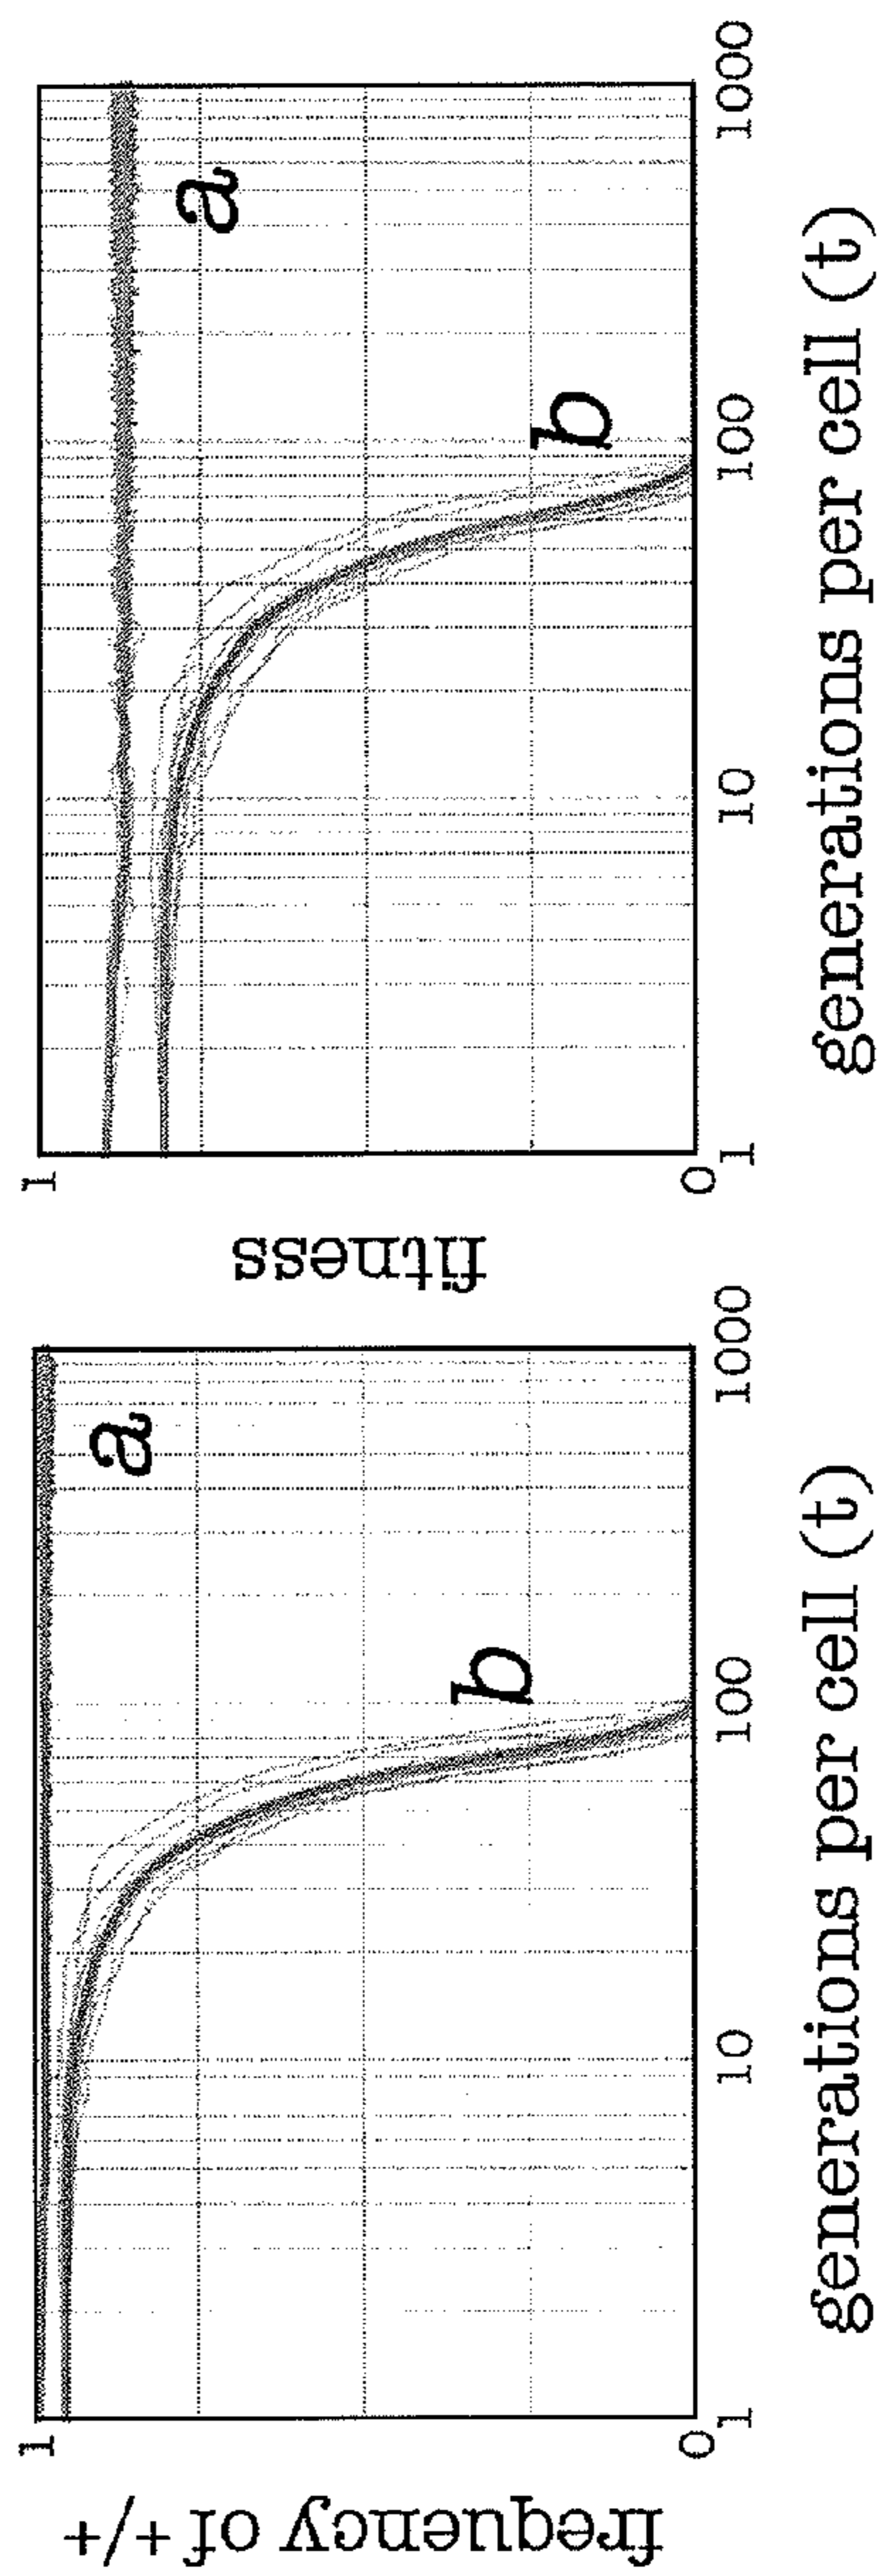 frequency of +/+
1
0
a
b
1
10
100
1000
generations per cell (t)
fitness
1
0
a
b
1
10
100
1000
generations per cell (t)